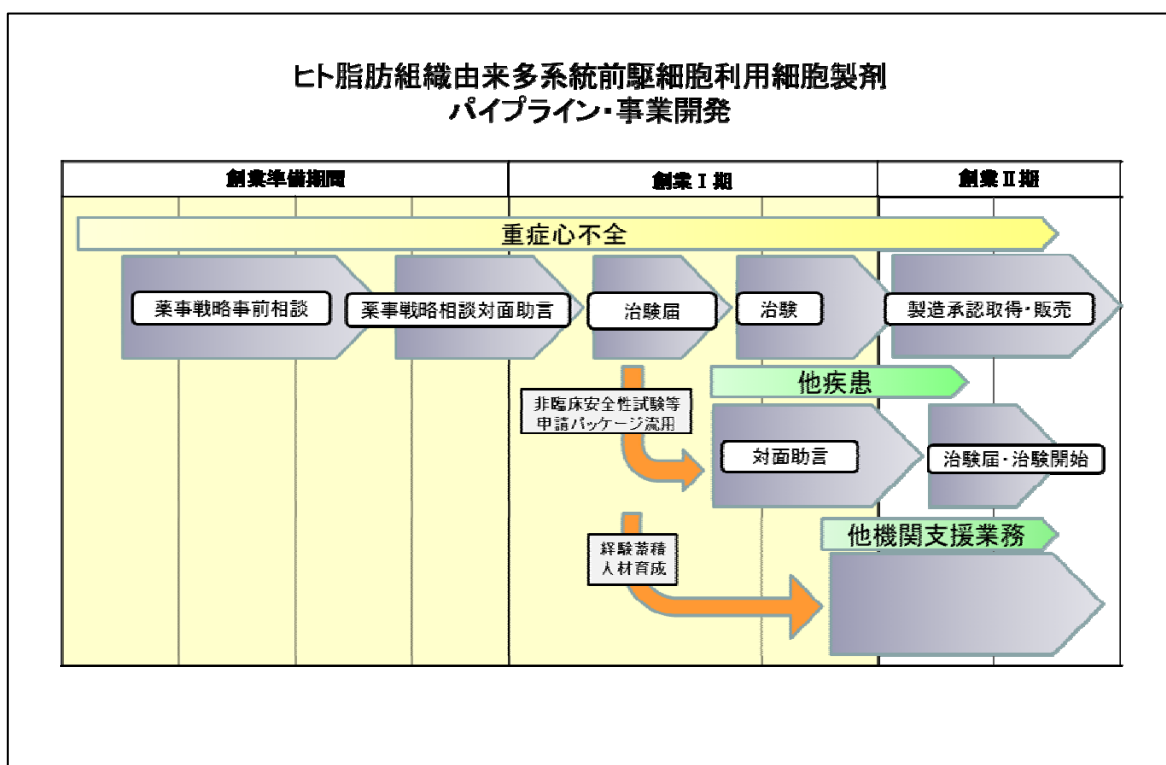 ヒト脂肪組織由来多系統前駆細胞利用細胞製剤
パイプライン・事業開発
創業準備期間
創業Ⅰ期
創業Ⅱ期
重症心不全
薬事戦略事前相談
薬事戦略相談対面助言
治験届
治験
製造承認取得・販売
他疾患
非臨床安全性試験等
申請パッケージ流用
対面助言
治験届・治験開始
他機関支援業務
経験蓄積
人材育成